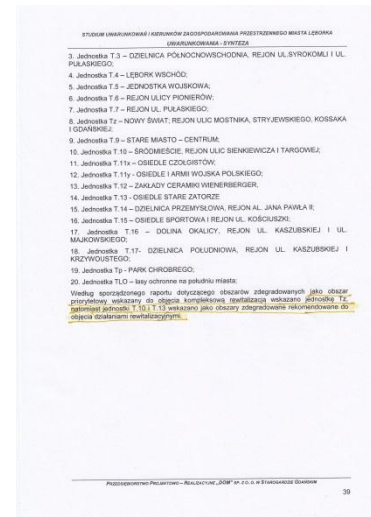 STUDIUM UWARUNKOWAŃ I KIERUNKÓW ZAGOSPODAROWANIA PRZESTRZENNEGO MIASTA LĘBORKA
UWARUNKOWANIA - SYNTEZA
3. Jednostka T.3 – DZIELNICA PÓŁNOCNOWSCHODNIA, REJON UL.SYROKOMLI I UL.
PUŁASKIEGO;
4. Jednostka T.4 – LĘBORK WSCHÓD;
5. Jednostka T.5 – JEDNOSTKA WOJSKOWA;
6. Jednostka T.6 – REJON ULICY PIONIERÓW;
7. Jednostka T.7 – REJON UL. PUŁASKIEGO;
8. Jednostka Tz – NOWY ŚWIAT; REJON ULIC MOSTNIKA, STRYJEWSKIEGO, KOSSAKA
I GDAŃSKIEJ;
9. Jednostka T.9 – STARE MIASTO – CENTRUM;
10. Jednostka T.10 – ŚRÓDMIEŚCIE, REJON ULIC SIENKIEWICZA I TARGOWEJ;
11. Jednostka T.11x – OSIEDLE CZOŁGISTÓW;
12. Jednostka T.11y - OSIEDLE I ARMII WOJSKA POLSKIEGO;
13. Jednostka T.12 – ZAKŁADY CERAMIKI WIENERBERGER,
14. Jednostka T.13 - OSIEDLE STARE ZATORZE
15. Jednostka T.14 – DZIELNICA PRZEMYSŁOWA, REJON AL. JANA PAWŁA II;
16. Jednostka T.15 – OSIEDLE SPORTOWA I REJON UL. KOŚCIUSZKI;
17. Jednostka T.16 – DOLINA OKALICY, REJON UL. KASZUBSKIEJ I UL.
MAJKOWSKIEGO;
18. Jednostka T.17- DZIELNICA POŁUDNIOWA, REJON UL. KASZUBSKIEJ I
KRZYWOUSTEGO;
19. Jednostka Tp - PARK CHROBREGO;
20. Jednostka TLO – lasy ochronne na południu miasta;
Według sporządzonego raportu dotyczącego obszarów zdegradowanych jako obszar
priorytetowy wskazany do objęcia kompleksową rewitalizacją wskazano jednostkę Tz,
natomiast jednostki T.10 i T.13 wskazano jako obszary zdegradowane rekomendowane do
objęcia działaniami rewitalizacyjnymi.
PRZEDSIĘBIORSTWO PROJEKTOWO – REALIZACYJNE „DOM" SP. Z O. O. W STAROGARDZIE GDAŃSKIM
39